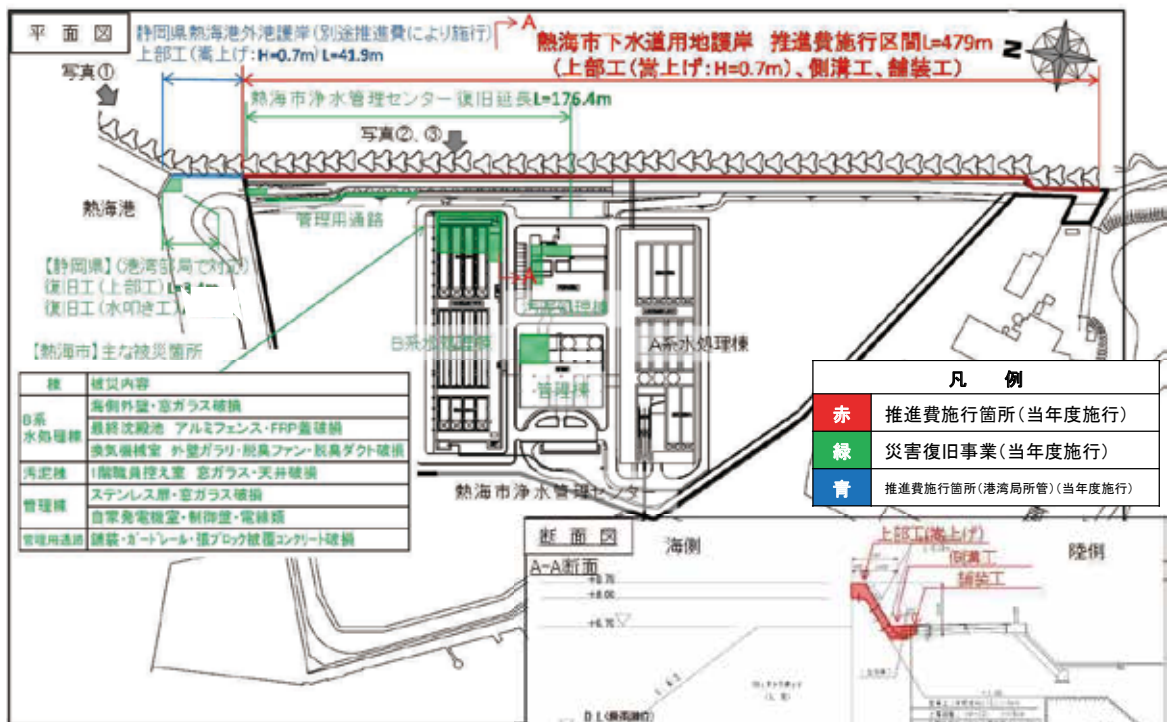 平面図
静岡県熱海港外港護岸(別途推進費により施行)
上部工(嵩上げ:H=0.7m)L=41.9m
A
熱海市下水道用地護岸 推進費施行区間L=479m
(上部工(嵩上げ:H=0.7m)、側溝工、舗装工)
N
写真①
熱海市浄水管理センター復旧延長L=176.4m
写真②、③
熱海港
管理用通路
【静岡県】(港湾部局で対応)
復旧工(上部工)
復旧工(水叩き工)
A
汚泥処理棟
B系水処理棟
A系水処理棟
管理棟
熱海市浄水管理センター
【熱海市】主な被災箇所
棟 被災内容
B系水処理棟 海側外壁・窓ガラス破損
最終沈殿池 アルミフェンス・FRP蓋破損
換気機械室 外壁ガラリ・脱臭ファン・脱臭ダクト破損
汚泥棟 1階職員控え室 窓ガラス・天井破損
管理棟 ステンレス扉・窓ガラス破損
自家発電機室・制御盤・電線類
管理用通路 舗装・ガードレール・張ブロック被覆コンクリート破損
凡例
赤 推進費施行箇所(当年度施行)
緑 災害復旧事業(当年度施行)
青 推進費施行箇所(港湾局所管)(当年度施行)
断面図
海側
陸側
A-A断面
上部工(嵩上げ)
側溝工
舗装工
+8.00
+6.70